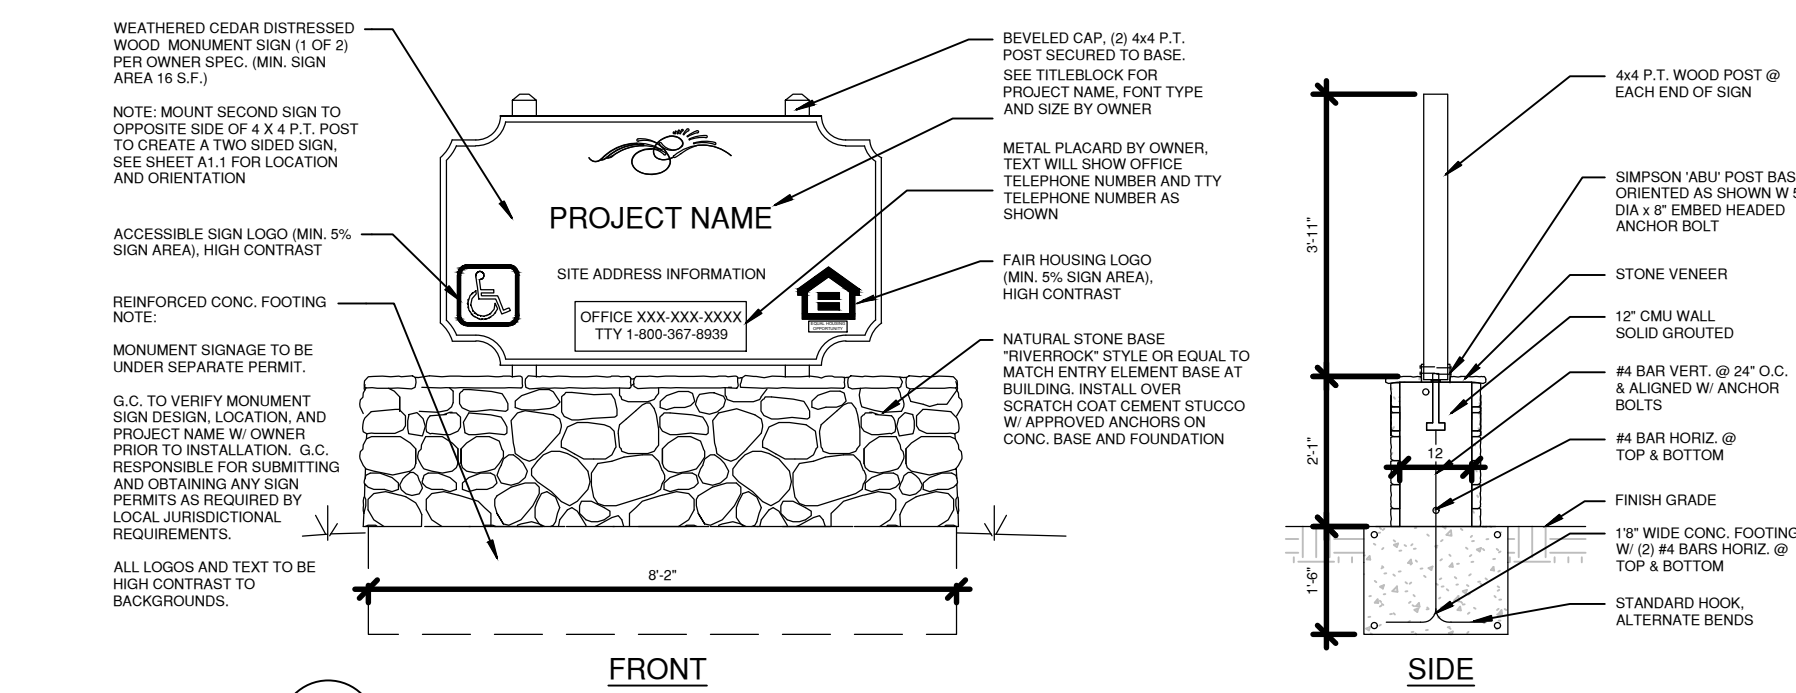 WEATHERED CEDAR DISTRESSED
WOOD  MONUMENT SIGN (1 OF 2)
PER OWNER SPEC. (MIN. SIGN
AREA 16 S.F.)
NOTE: MOUNT SECOND SIGN TO
OPPOSITE SIDE OF 4 X 4 P.T. POST
TO CREATE A TWO SIDED SIGN,
SEE SHEET A1.1 FOR LOCATION
AND ORIENTATION
ACCESSIBLE SIGN LOGO (MIN. 5%
SIGN AREA), HIGH CONTRAST
REINFORCED CONC. FOOTING
NOTE:
MONUMENT SIGNAGE TO BE
UNDER SEPARATE PERMIT.
G.C. TO VERIFY MONUMENT
SIGN DESIGN, LOCATION, AND
PROJECT NAME W/ OWNER
PRIOR TO INSTALLATION.  G.C.
RESPONSIBLE FOR SUBMITTING
AND OBTAINING ANY SIGN
PERMITS AS REQUIRED BY
LOCAL JURISDICTIONAL
REQUIREMENTS.
ALL LOGOS AND TEXT TO BE
HIGH CONTRAST TO
BACKGROUNDS.
PROJECT NAME
SITE ADDRESS INFORMATION
OFFICE XXX-XXX-XXXX
TTY 1-800-367-8939
EQUAL HOUSING
OPPORTUNITY
8'-2"
FRONT
BEVELED CAP, (2) 4x4 P.T.
POST SECURED TO BASE.
SEE TITLEBLOCK FOR
PROJECT NAME, FONT TYPE
AND SIZE BY OWNER
METAL PLACARD BY OWNER,
TEXT WILL SHOW OFFICE
TELEPHONE NUMBER AND TTY
TELEPHONE NUMBER AS
SHOWN
FAIR HOUSING LOGO
(MIN. 5% SIGN AREA),
HIGH CONTRAST
NATURAL STONE BASE
"RIVERROCK" STYLE OR EQUAL TO
MATCH ENTRY ELEMENT BASE AT
BUILDING. INSTALL OVER
SCRATCH COAT CEMENT STUCCO
W/ APPROVED ANCHORS ON
CONC. BASE AND FOUNDATION
3'-11"
2'-1"
1'-6"
12
SIDE
4x4 P.T. WOOD POST @
EACH END OF SIGN
SIMPSON 'ABU' POST BAS
ORIENTED AS SHOWN W 5
DIA x 8" EMBED HEADED
ANCHOR BOLT
STONE VENEER
12" CMU WALL
SOLID GROUTED
#4 BAR VERT. @ 24" O.C.
& ALIGNED W/ ANCHOR
BOLTS
#4 BAR HORIZ. @
TOP & BOTTOM
FINISH GRADE
1'8" WIDE CONC. FOOTING
W/ (2) #4 BARS HORIZ. @
TOP & BOTTOM
STANDARD HOOK,
ALTERNATE BENDS